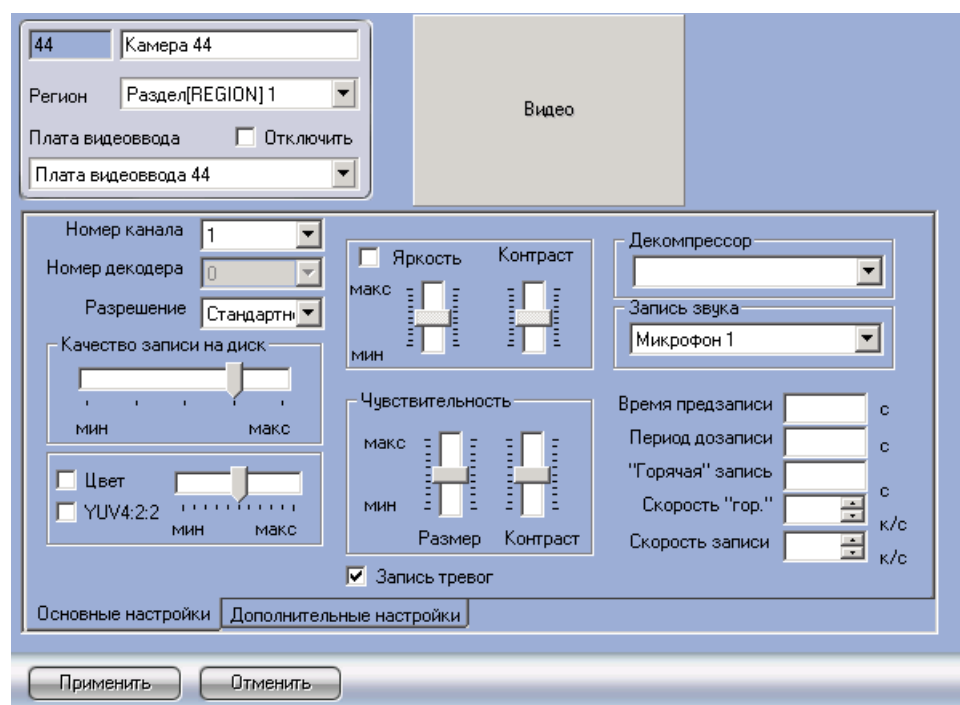 44 Камера 44
Регион Раздел[REGION] 1
Плата видеоввода Отключить
Плата видеоввода 44
Видео
Номер канала 1
Номер декодера 0
Разрешение Стандартн
Качество записи на диск
мин макс
Цвет
YUV4:2:2
мин макс
Яркость Контраст
макс
мин
Чувствительность
макс
мин
Размер Контраст
Запись тревог
Декомпрессор
Запись звука
Микрофон 1
Время предзаписи с
Период дозаписи с
"Горячая" запись с
Скорость "гор." к/с
Скорость записи к/с
Основные настройки Дополнительные настройки
Применить Отменить